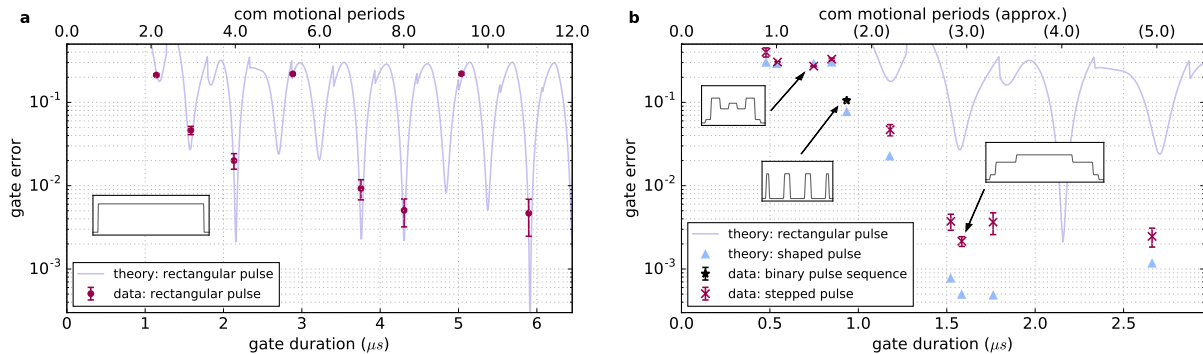 a
com motional periods
0.0 2.0 4.0 6.0 8.0 10.0 12.0
gate error
10⁻¹
10⁻²
10⁻³
theory: rectangular pulse
data: rectangular pulse
0 1 2 3 4 5 6
gate duration (μs)
b
com motional periods (approx.)
0.0 1.0 (2.0) (3.0) (4.0) (5.0)
gate error
10⁻¹
10⁻²
10⁻³
theory: rectangular pulse
theory: shaped pulse
data: binary pulse sequence
data: stepped pulse
0.0 0.5 1.0 1.5 2.0 2.5
gate duration (μs)